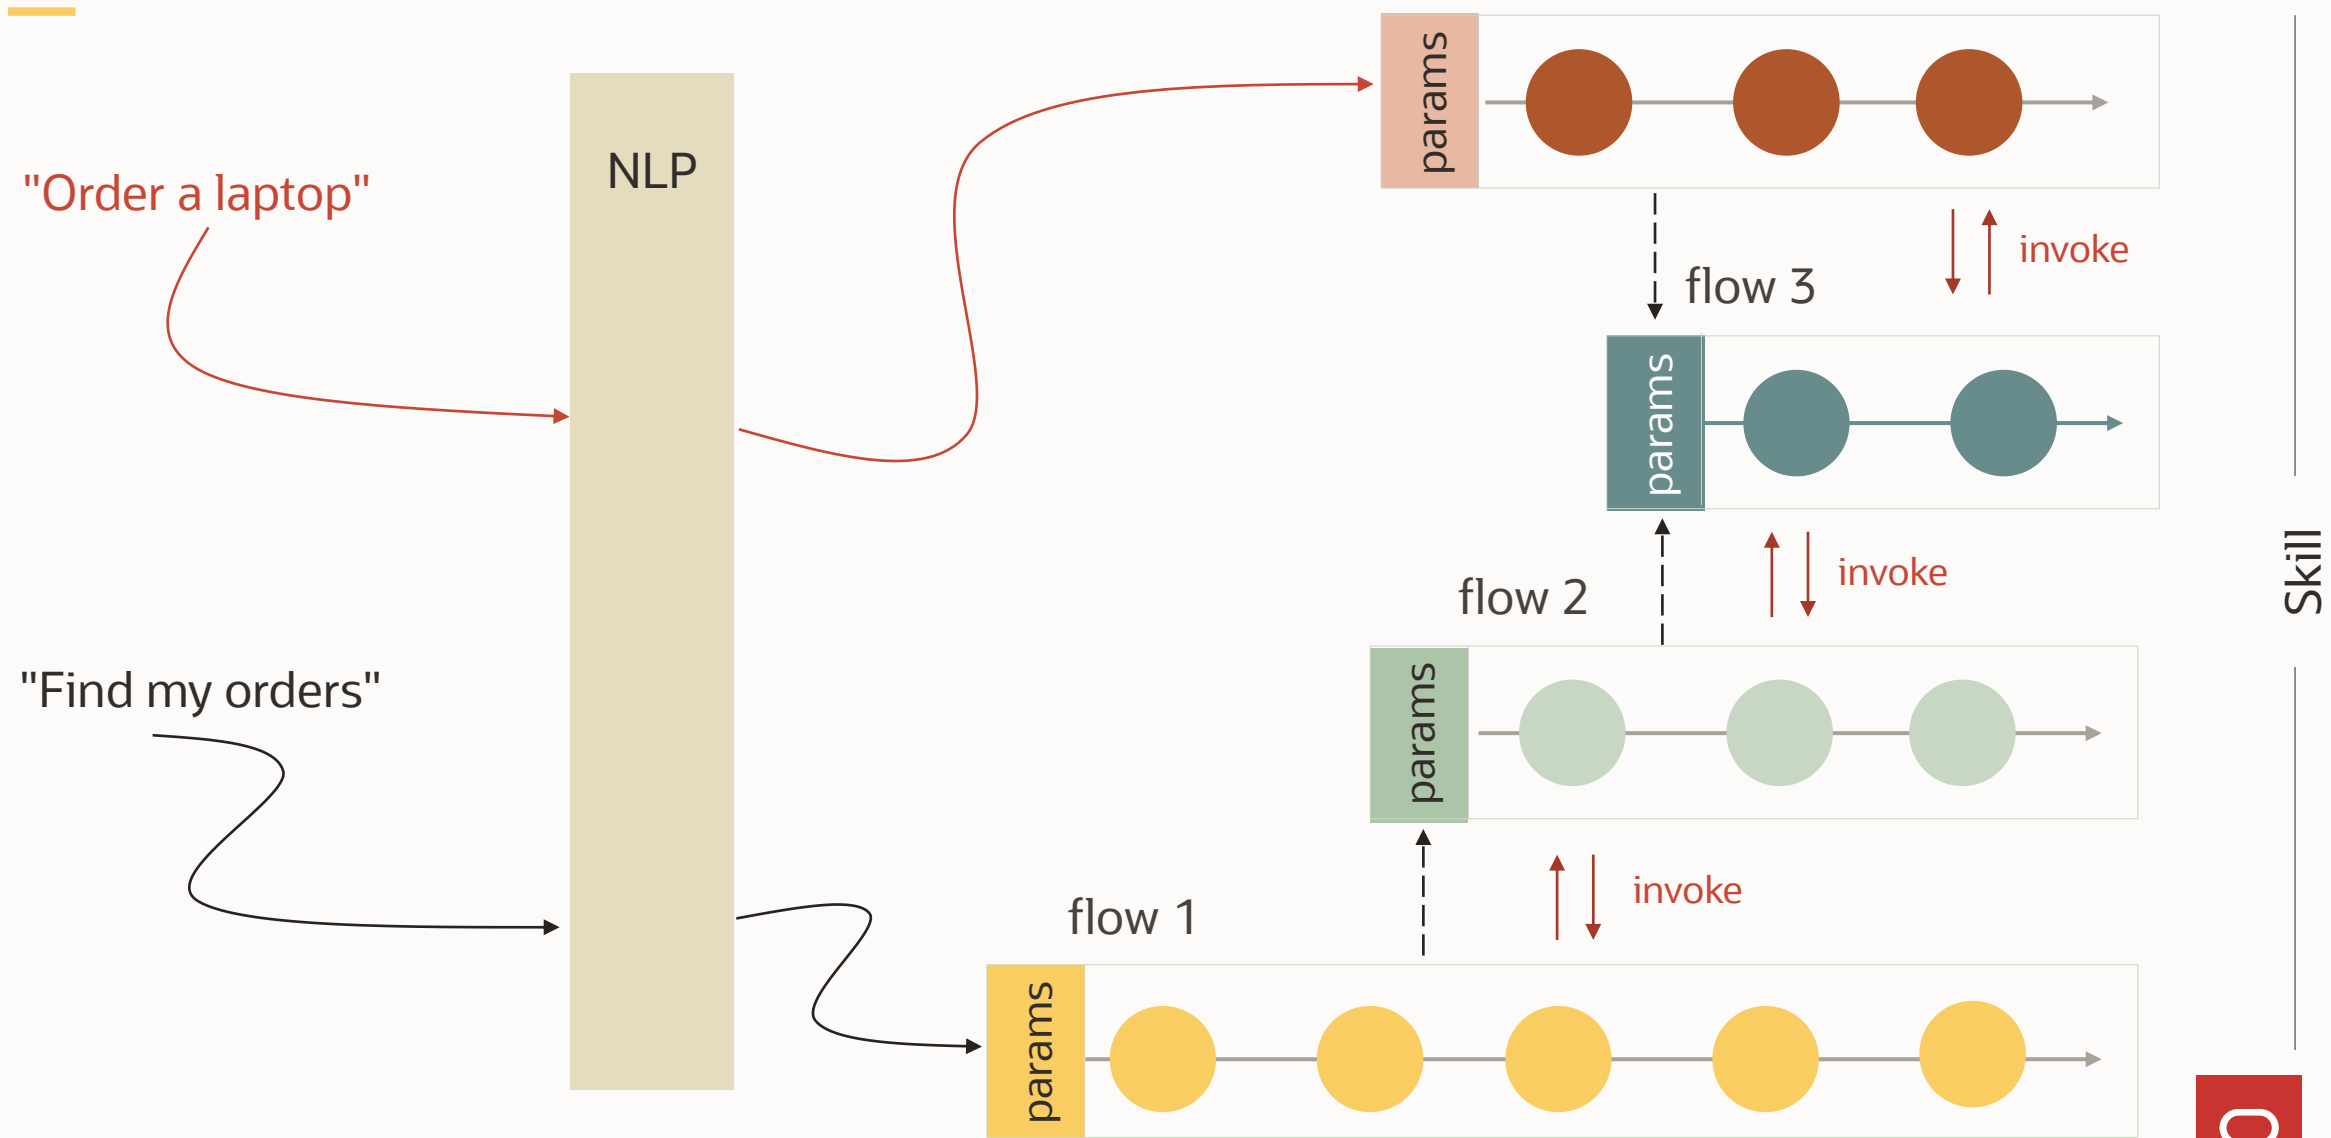 params
NLP
"Order a laptop"
invoke
flow 3
params
invoke
flow 2
Skill
params
"Find my orders"
invoke
flow 1
params